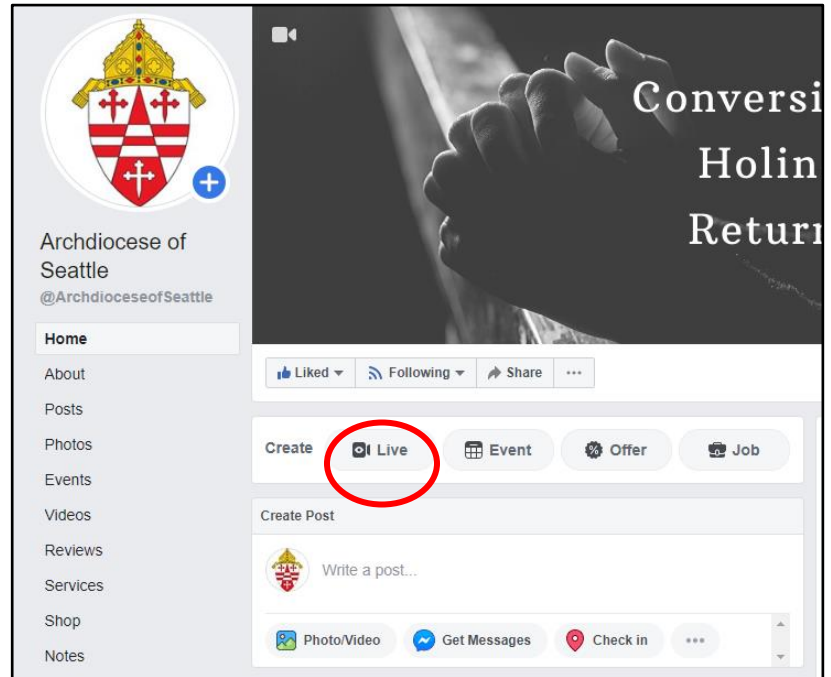 Conversi
Holin
Return
Archdiocese of
Seattle
@ArchdioceseofSeattle
Home
About
Posts
Photos
Events
Videos
Reviews
Services
Shop
Notes
Liked
Following
Share
Create
Live
Event
Offer
Job
Create Post
Write a post...
Photo/Video
Get Messages
Check in